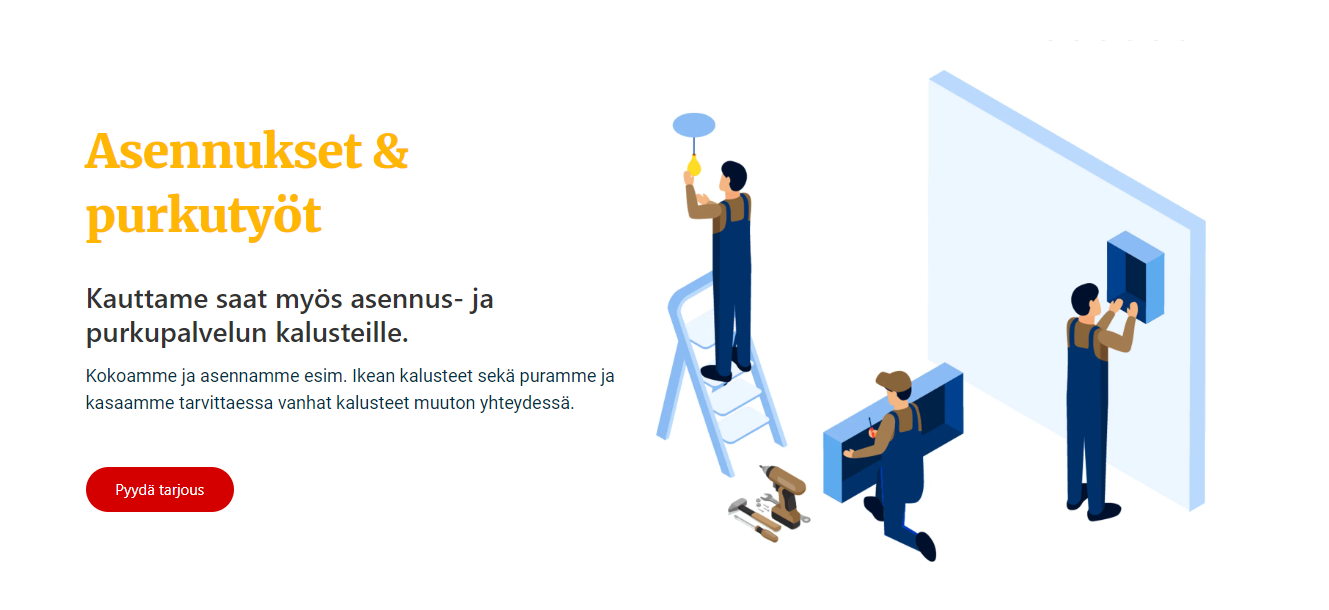 Asennukset &
purkutyöt
Kauttame saat myös asennus- ja
purkupalvelun kalusteille.
Kokoamme ja asennamme esim. Ikean kalusteet sekä puramme ja
kasaamme tarvittaessa vanhat kalusteet muuton yhteydessä.
Pyydä tarjous